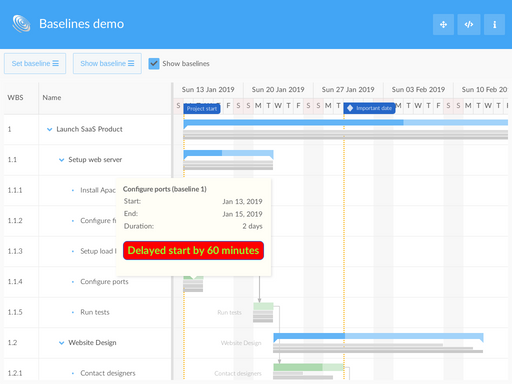 Baselines demo
Set baseline
Show baselines
Show baselines
WBS
Name
Sun 13 Jan 2019
Sun 20 Jan 2019
Sun 27 Jan 2019
Sun 03 Feb 2019
Sun 10 Feb 20
S
F S S M T W T F S S M T W T F S S
M T W T F S S M T W T F
Project start
Important date
1 Launch SaaS Product
1.1 Setup web server
1.1.1 Install Apac
1.1.2 Configure f
1.1.3 Setup load
1.1.4 Configure ports
1.1.5 Run tests
Run tests
1.2 Website Design
Website Design
1.2.1 Contact designers
Contact designers
Configure ports (baseline 1)
Start: Jan 13, 2019
End: Jan 15, 2019
Duration: 2 days
Delayed start by 60 minutes